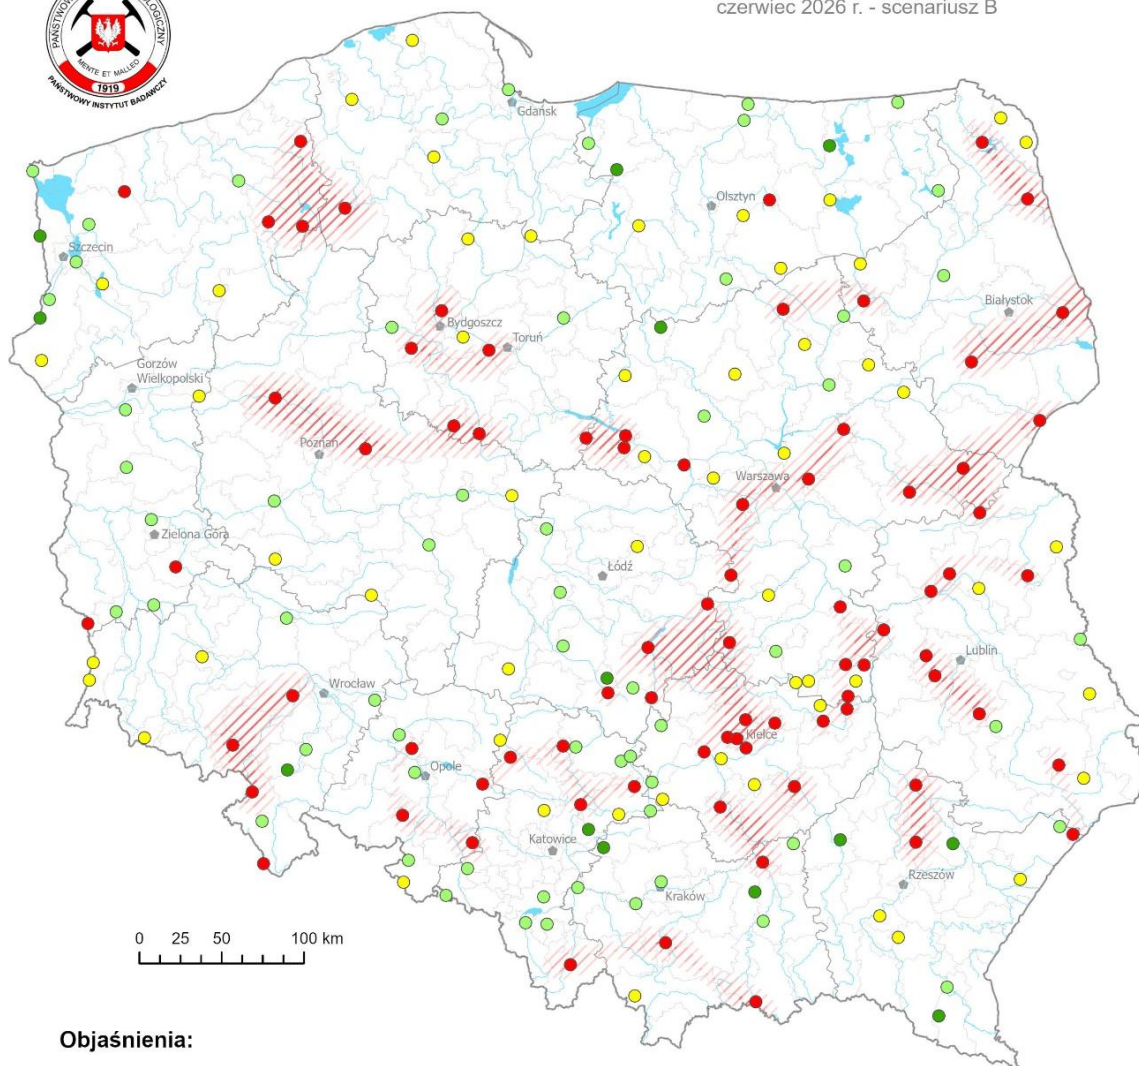 czerwiec 2026 r. - scenariusz B
MENTE ET MALLEO
1919
PAŃSTWOWY INSTYTUT BADAWCZY
Gdańsk
Olsztyn
Szczecin
Białystok
Bydgoszcz
Toruń
Gorzów
Wielkopolski
Poznań
Warszawa
Zielona Góra
Łódź
Lublin
Wrocław
Kielce
Opole
Katowice
Rzeszów
Kraków
0 25 50 100 km
Objaśnienia: